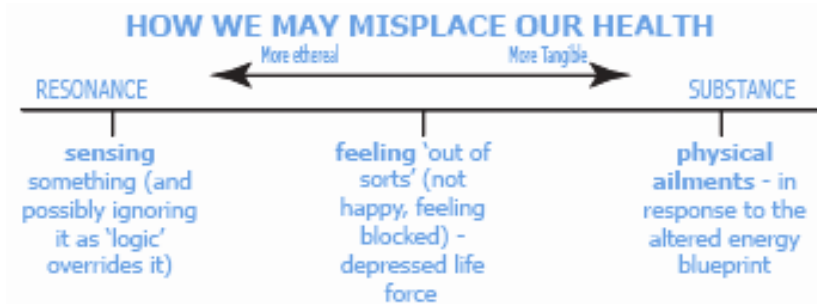 HOW WE MAY MISPLACE OUR HEALTH
More ethereal
More Tangible
RESONANCE
SUBSTANCE
sensing
something (and
possibly ignoring
it as 'logic'
overrides it)
feeling 'out of
sorts' (not
happy, feeling
blocked) -
depressed life
force
physical
ailments - in
response to the
altered energy
blueprint